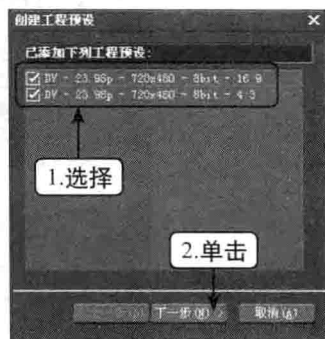 创建工程预设
已添加下列工程预设:
DV - 23.98p - 720x480 - 8bit - 16:9
DV - 23.98p - 720x480 - 8bit - 4:3
1.选择
2.单击
下一步(N) >
取消(A)